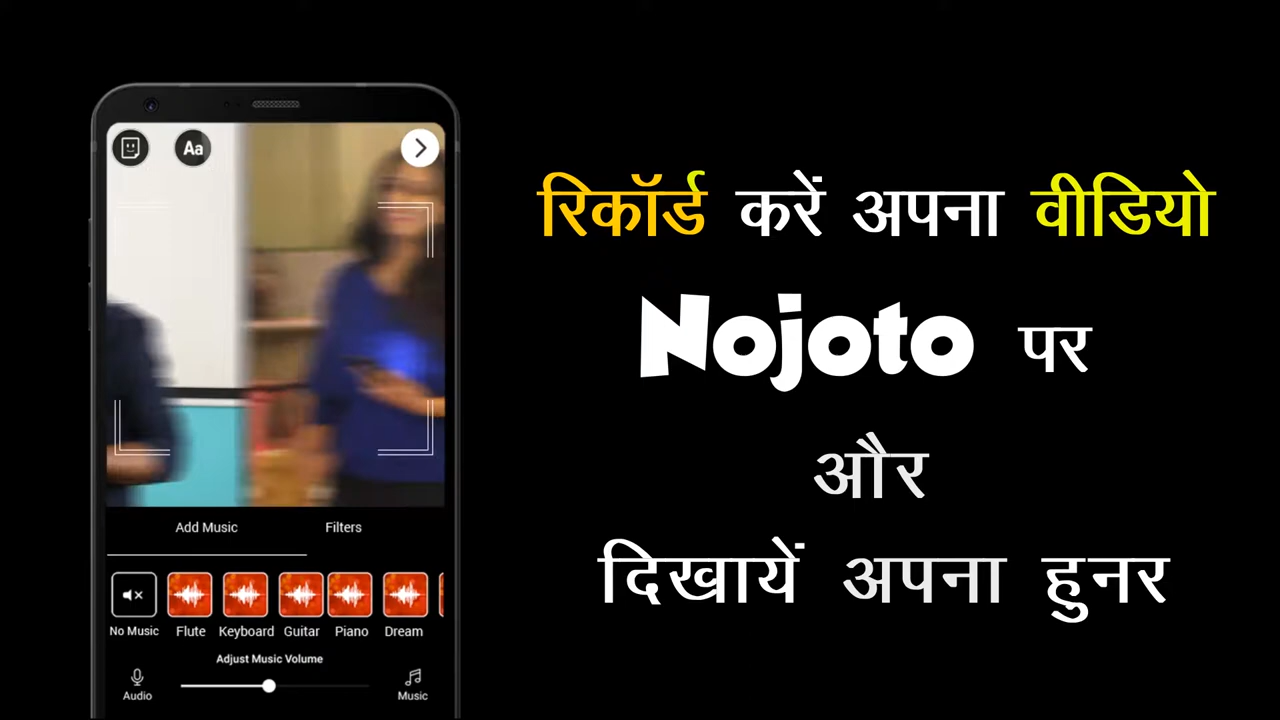 Aa
Add Music Filters
No Music Flute Keyboard Guitar Piano Dream
Adjust Music Volume
Audio Music
रिकॉर्ड करें अपना वीडियो
Nojoto पर
और
दिखायें अपना हुनर